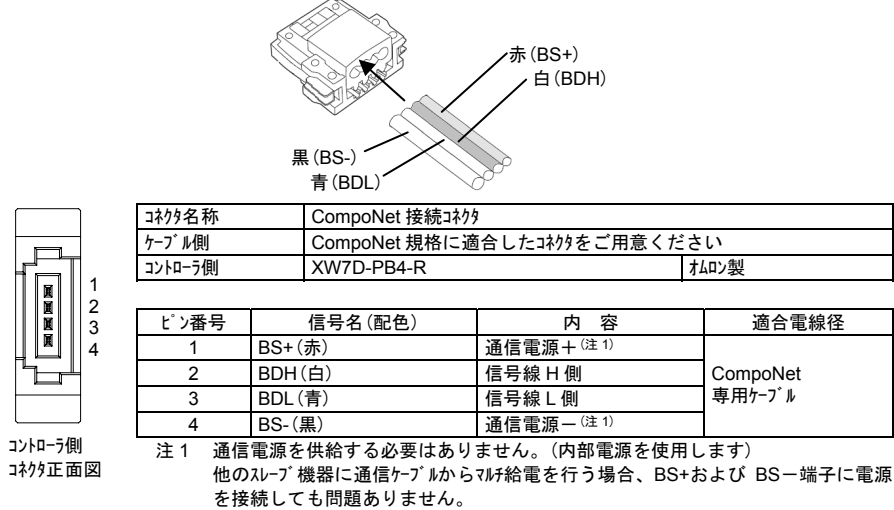 赤(BS+)
白(BDH)
黒(BS-)
青(BDL)
ｺﾈｸﾀ名称 CompoNet 接続ｺﾈｸﾀ
ｹｰﾌﾞﾙ側 CompoNet 規格に適合したｺﾈｸﾀをご用意ください
ｺﾝﾄﾛｰﾗ側 XW7D-PB4-R ｵﾑﾛﾝ製
1
2
3
4
ｺﾝﾄﾛｰﾗ側
ｺﾈｸﾀ正面図
ﾋﾟﾝ番号 信号名(配色) 内 容 適合電線径
1 BS+(赤) 通信電源＋(注 1) CompoNet 専用ｹｰﾌﾞﾙ
2 BDH(白) 信号線 H 側
3 BDL(青) 信号線 L 側
4 BS-(黒) 通信電源－(注 1)
注 1 通信電源を供給する必要はありません。(内部電源を使用します)
他のｽﾚｰﾌﾞ機器に通信ｹｰﾌﾞﾙからﾏﾙﾁ給電を行う場合、BS+および BS－端子に電源
を接続しても問題ありません。